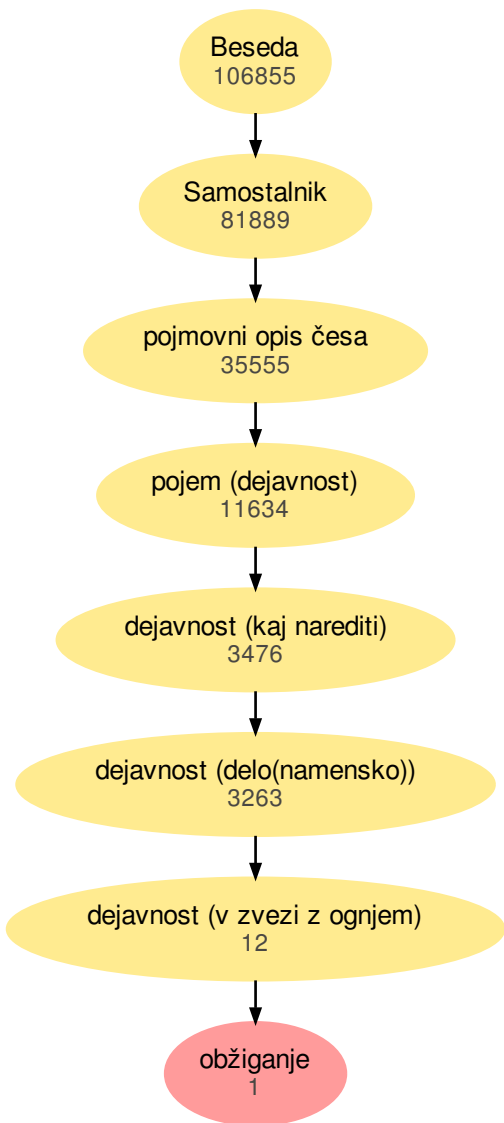 Beseda
106855
Samostalnik
81889
pojmovni opis česa
35555
pojem (dejavnost)
11634
dejavnost (kaj narediti)
3476
dejavnost (delo(namensko))
3263
dejavnost (v zvezi z ognjem)
12
obžiganje
1